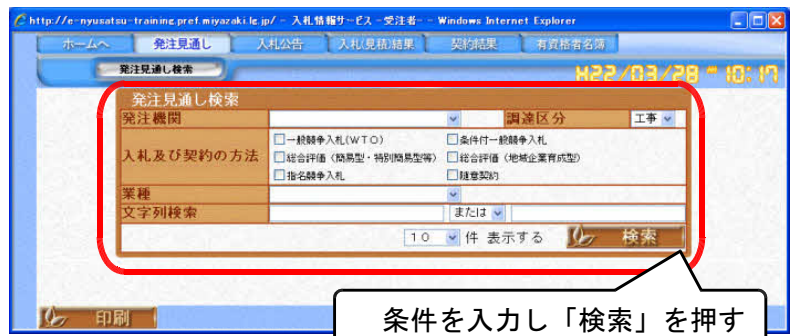 http://e-nyusatsu-training.pref.miyazaki.lg.jp/ - 入札情報サービス -受注者- - Windows Internet Explorer
ホームへ 発注見通し 入札公告 入札(見積)結果 契約結果 有資格者名簿
発注見通し検索
H22/03/28 - 10:19
発注見通し検索
発注機関 調達区分 工事
入札及び契約の方法
一般競争入札(WTO) 条件付一般競争入札
総合評価（簡易型・特別簡易型等） 総合評価（地域企業育成型）
指名競争入札 随意契約
業種
文字列検索 または
10 件 表示する 検索
印刷
条件を入力し「検索」を押す